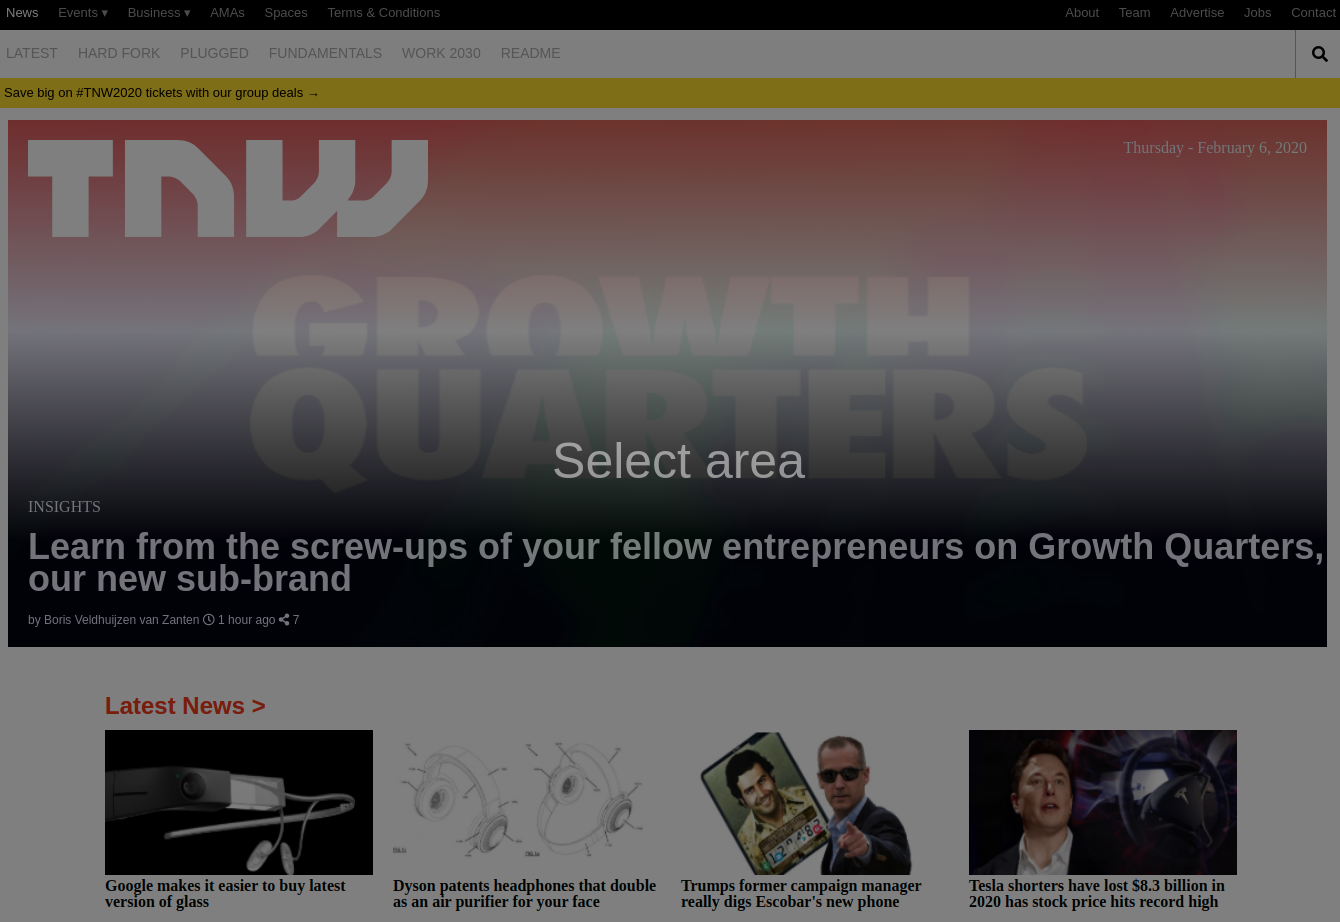 News Events ▾ Business ▾ AMAs Spaces Terms & Conditions About Team Advertise Jobs Contact
LATEST HARD FORK PLUGGED FUNDAMENTALS WORK 2030 README
Save big on #TNW2020 tickets with our group deals →
TNW
Thursday - February 6, 2020
GROWTH
QUARTERS
Select area
INSIGHTS
Learn from the screw-ups of your fellow entrepreneurs on Growth Quarters,
our new sub-brand
by Boris Veldhuijzen van Zanten 1 hour ago 7
Latest News >
Google makes it easier to buy latest
version of glass
Dyson patents headphones that double
as an air purifier for your face
Trumps former campaign manager
really digs Escobar's new phone
Tesla shorters have lost $8.3 billion in
2020 has stock price hits record high